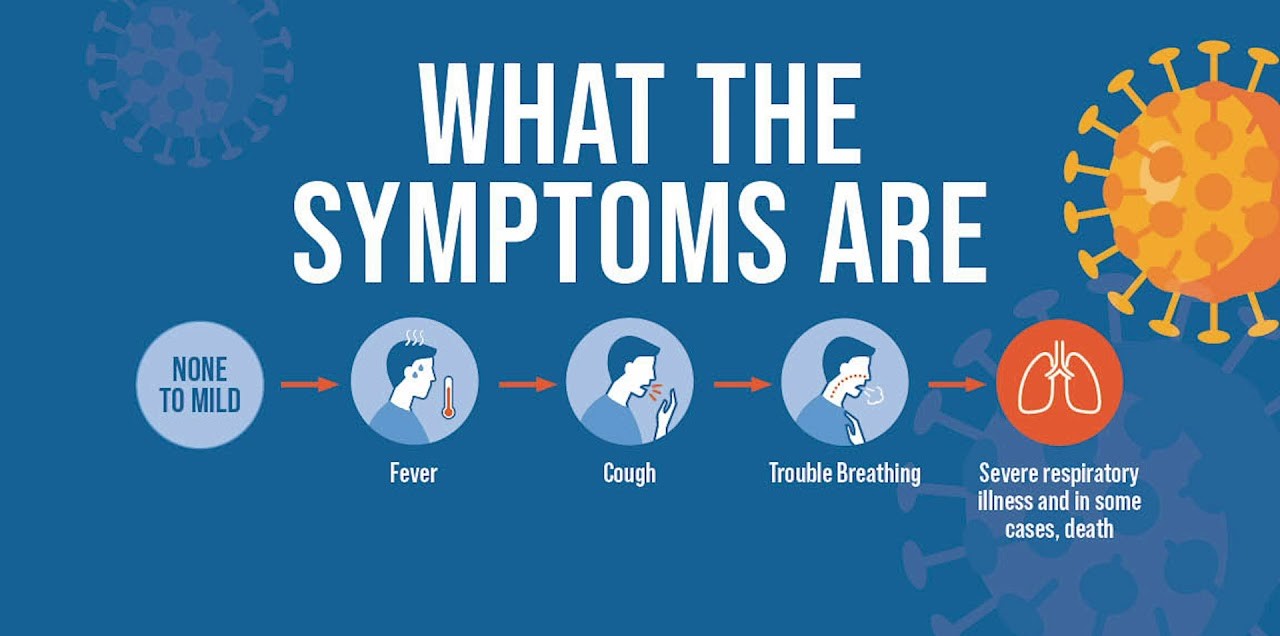 WHAT THE
SYMPTOMS ARE
NONE
TO MILD
Fever
Cough
Trouble Breathing
Severe respiratory
illness and in some
cases, death